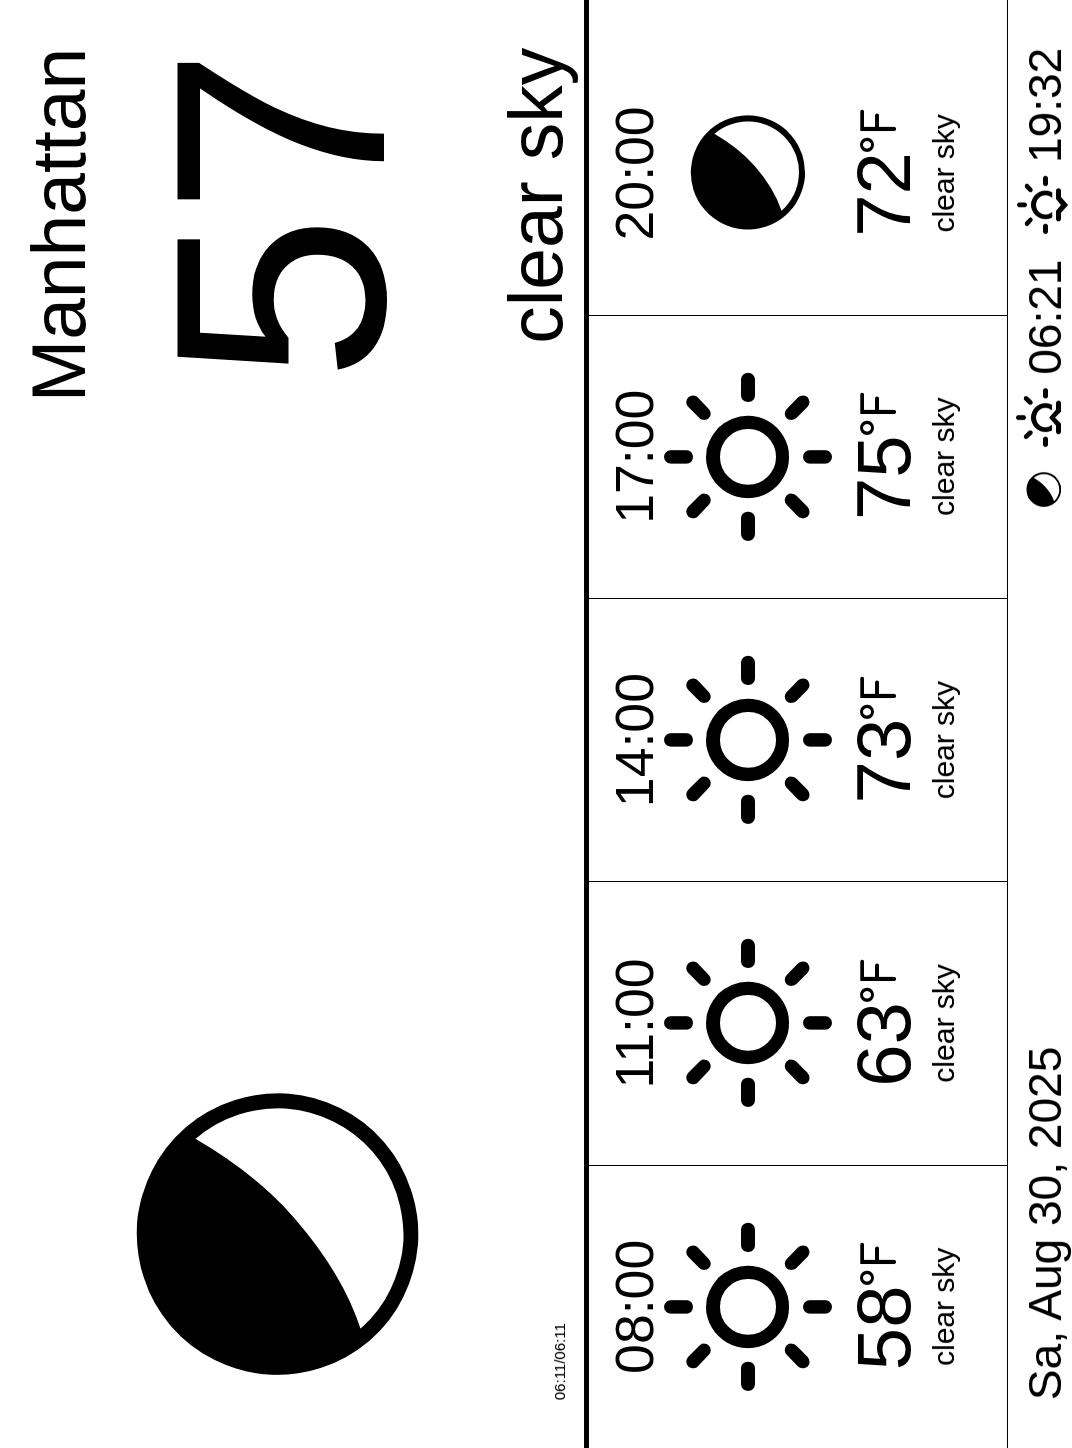 Manhattan
57
clear sky
06:11/06:11
08:00 11:00 14:00 17:00 20:00
58°F 63°F 73°F 75°F 72°F
clear sky clear sky clear sky clear sky clear sky
Sa, Aug 30, 2025 06:21 19:32